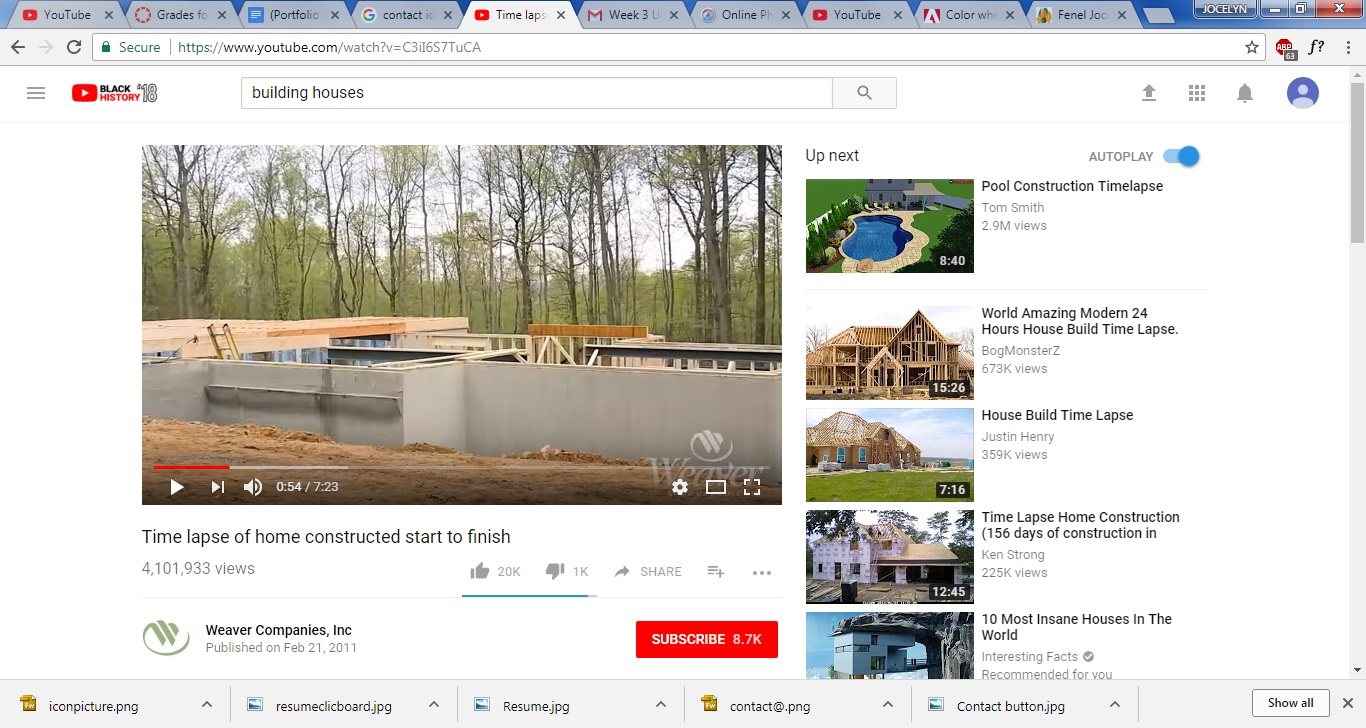 YouTube
Grades fo
(Portfolio
contact ic
Time laps
Week 3 U
Online Ph
YouTube
Color whe
Fenel Joce
JOCELYN
Secure
https://www.youtube.com/watch?v=C3iI6S7TuCA
ABP
63
f?
BLACK
HISTORY '18
building houses
Weaver
0:54 / 7:23
Time lapse of home constructed start to finish
4,101,933 views
20K
1K
SHARE
Weaver Companies, Inc
Published on Feb 21, 2011
SUBSCRIBE 8.7K
Up next
AUTOPLAY
8:40
Pool Construction Timelapse
Tom Smith
2.9M views
15:26
World Amazing Modern 24
Hours House Build Time Lapse.
BogMonsterZ
673K views
7:16
House Build Time Lapse
Justin Henry
359K views
12:45
Time Lapse Home Construction
(156 days of construction in
Ken Strong
225K views
10 Most Insane Houses In The
World
Interesting Facts
Recommended for you
iconpicture.png
resumeclicboard.jpg
Resume.jpg
contact@.png
Contact button.jpg
Show all